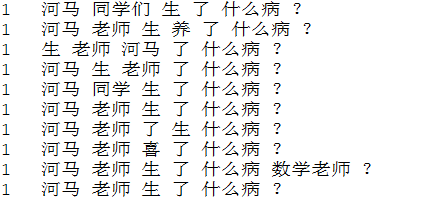 1 河马 同学们 生 了 什么病 ？
1 河马 老师 生 养 了 什么病 ？
1 生 老师 河马 了 什么病 ？
1 河马 生 老师 了 什么病 ？
1 河马 同学 生 了 什么病 ？
1 河马 老师 生 了 什么病 ？
1 河马 老师 了 生 什么病 ？
1 河马 老师 喜 了 什么病 ？
1 河马 老师 生 了 什么病 数学老师 ？
1 河马 老师 生 了 什么病 ？